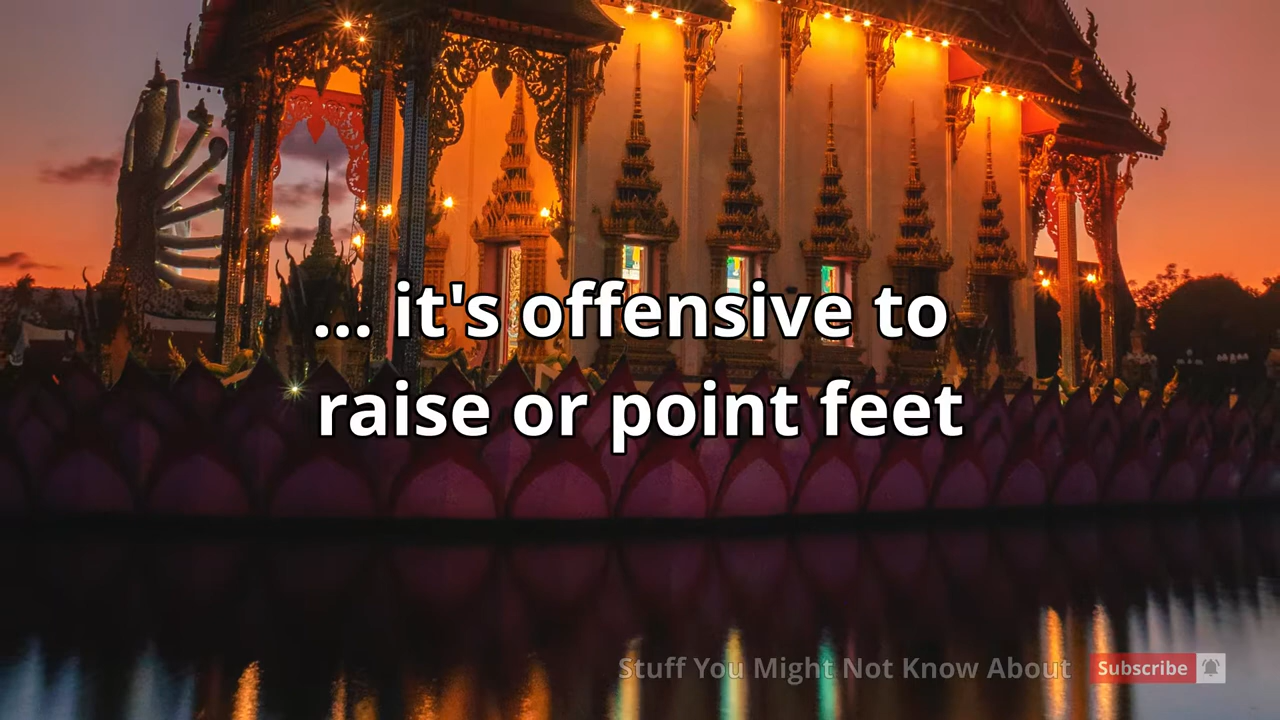 ... it's offensive to
raise or point feet
Stuff You Might Not Know About
Subscribe